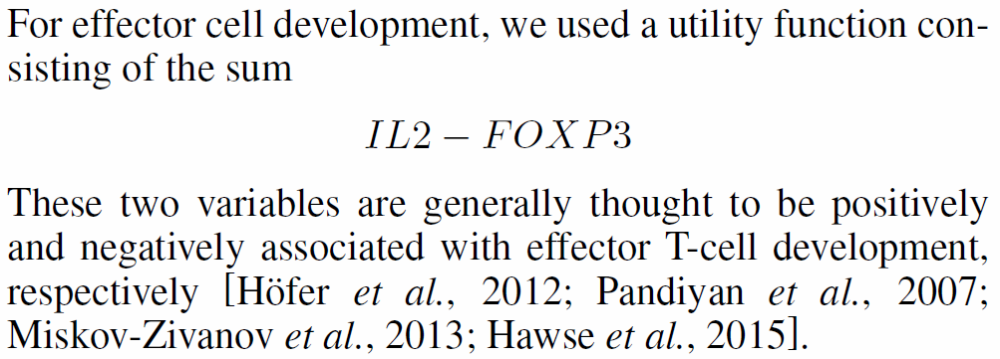 For effector cell development, we used a utility function con-
sisting of the sum
IL2 − FOXP3
These two variables are generally thought to be positively
and negatively associated with effector T-cell development,
respectively [Höfer et al., 2012; Pandiyan et al., 2007;
Miskov-Zivanov et al., 2013; Hawse et al., 2015].